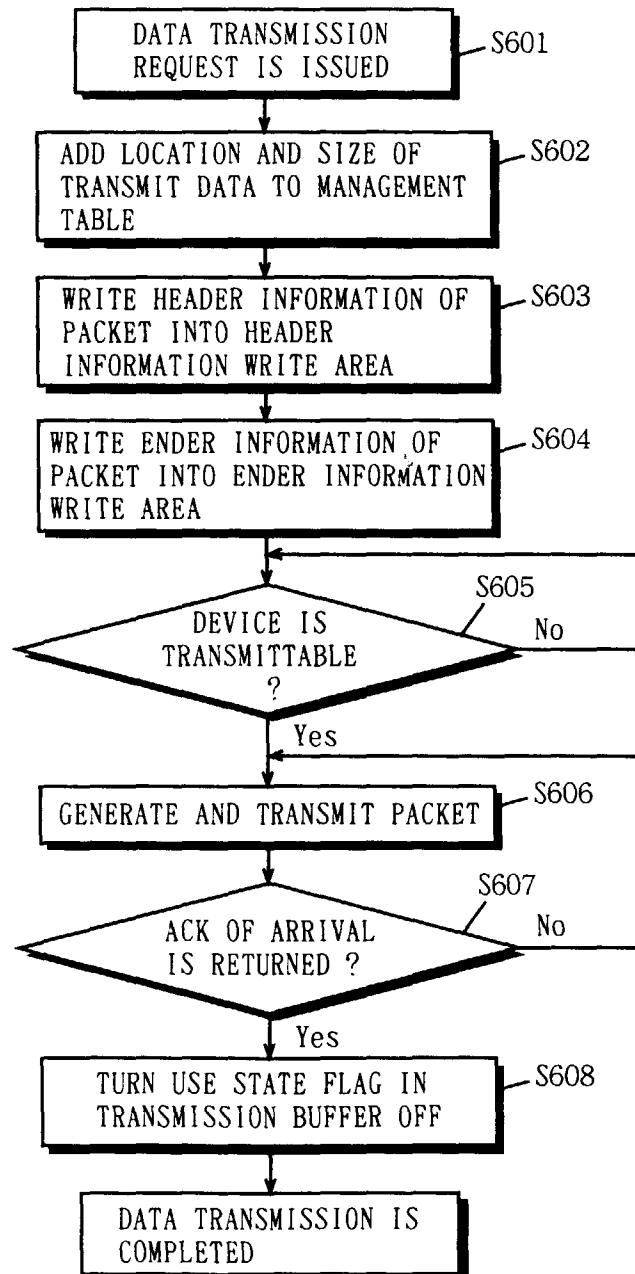 DATA TRANSMISSION
REQUEST IS ISSUED
S601
ADD LOCATION AND SIZE OF
TRANSMIT DATA TO MANAGEMENT
TABLE
S602
WRITE HEADER INFORMATION OF
PACKET INTO HEADER
INFORMATION WRITE AREA
S603
WRITE ENDER INFORMATION OF
PACKET INTO ENDER INFORMATION
WRITE AREA
S604
DEVICE IS
TRANSMITTABLE
?
S605
No
Yes
GENERATE AND TRANSMIT PACKET
S606
ACK OF ARRIVAL
IS RETURNED ?
S607
No
Yes
TURN USE STATE FLAG IN
TRANSMISSION BUFFER OFF
S608
DATA TRANSMISSION IS
COMPLETED